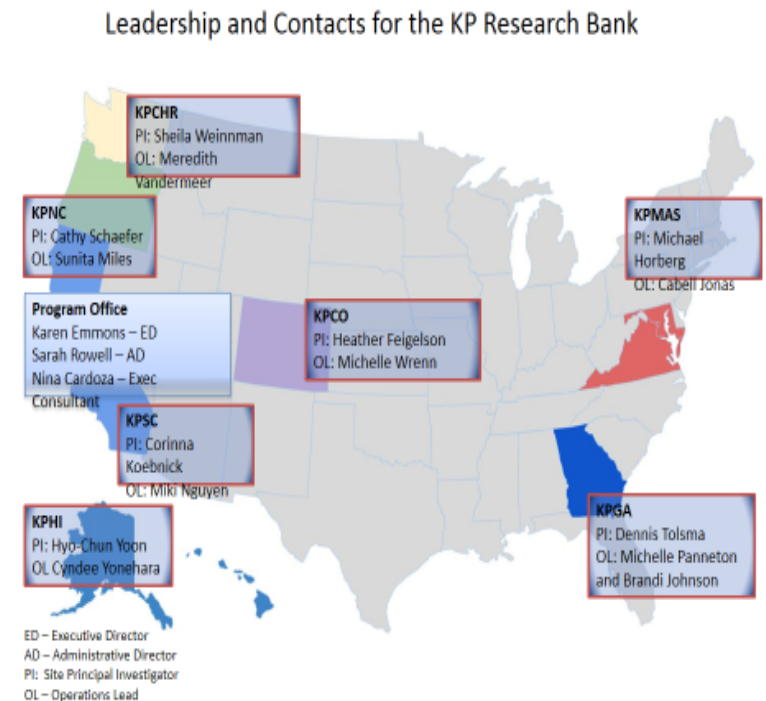 Leadership and Contacts for the KP Research Bank
KPCHR
PI: Sheila Weinnman
OL: Meredith
Vandermeer
KPNC
PI: Cathy Schaefer
OL: Sunita Miles
KPMAS
PI: Michael
Horberg
OL: Cabell Jonas
Program Office
Karen Emmons – ED
Sarah Rowell – AD
Nina Cardoza – Exec
Consultant
KPCO
PI: Heather Feigelson
OL: Michelle Wrenn
KPSC
PI: Corinna
Koebnick
OL: Miki Nguyen
KPHI
PI: Hyo-Chun Yoon
OL Cyndee Yonehara
KPGA
PI: Dennis Tolsma
OL: Michelle Panneton
and Brandi Johnson
ED – Executive Director
AD – Administrative Director
PI: Site Principal Investigator
OL – Operations Lead